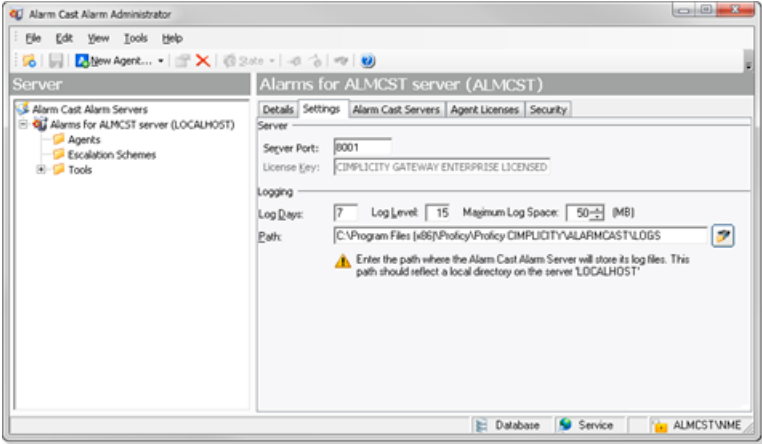 Alarm Cast Alarm Administrator
File Edit View Tools Help
New Agent... State
Server
Alarms for ALMCST server (ALMCST)
Alarm Cast Alarm Servers
Alarms for ALMCST server (LOCALHOST)
Agents
Escalation Schemes
Tools
Details Settings Alarm Cast Servers Agent Licenses Security
Server
Server Port: 8001
License Key: CIMPLICITY GATEWAY ENTERPRISE LICENSED
Logging
Log Days: 7 Log Level: 15 Maximum Log Space: 50 (MB)
Path: C:\Program Files (x86)\Proficy\Proficy CIMPLICITY\ALARMCAST\LOGS
Enter the path where the Alarm Cast Alarm Server will store its log files. This
path should reflect a local directory on the server 'LOCALHOST'
Database Service ALMCST\NME